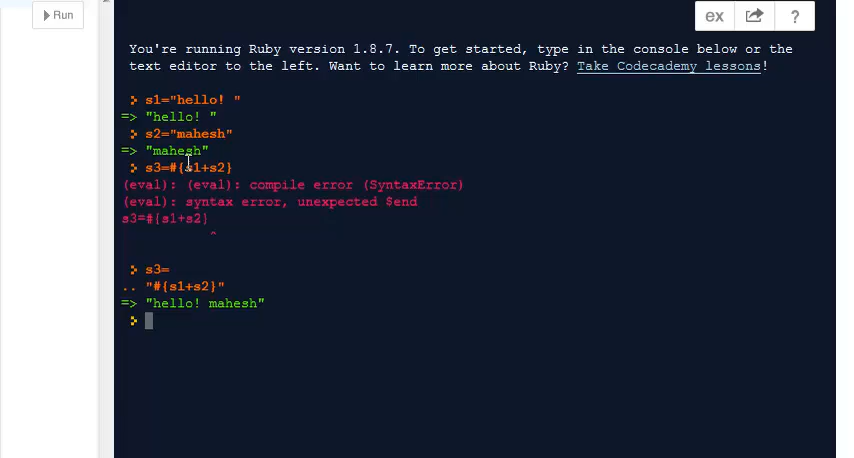 Run
ex
?
You're running Ruby version 1.8.7. To get started, type in the console below or the
text editor to the left. Want to learn more about Ruby? Take Codecademy lessons!
> s1="hello! "
=> "hello! "
> s2="mahesh"
=> "mahesh"
> s3=#{s1+s2}
(eval): (eval): compile error (SyntaxError)
(eval): syntax error, unexpected $end
s3=#{s1+s2}
^
> s3=
.. "#{s1+s2}"
=> "hello! mahesh"
>